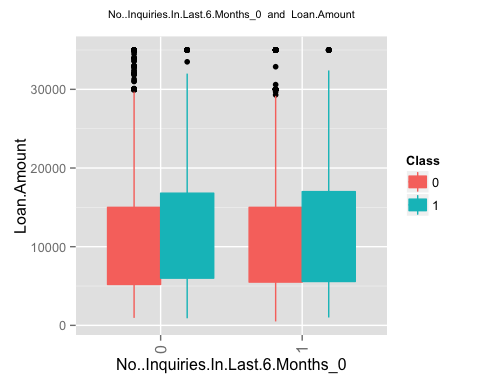 No..Inquiries.In.Last.6.Months_0 and Loan.Amount
Loan.Amount
30000
20000
10000
0
0
1
No..Inquiries.In.Last.6.Months_0
Class
0
1